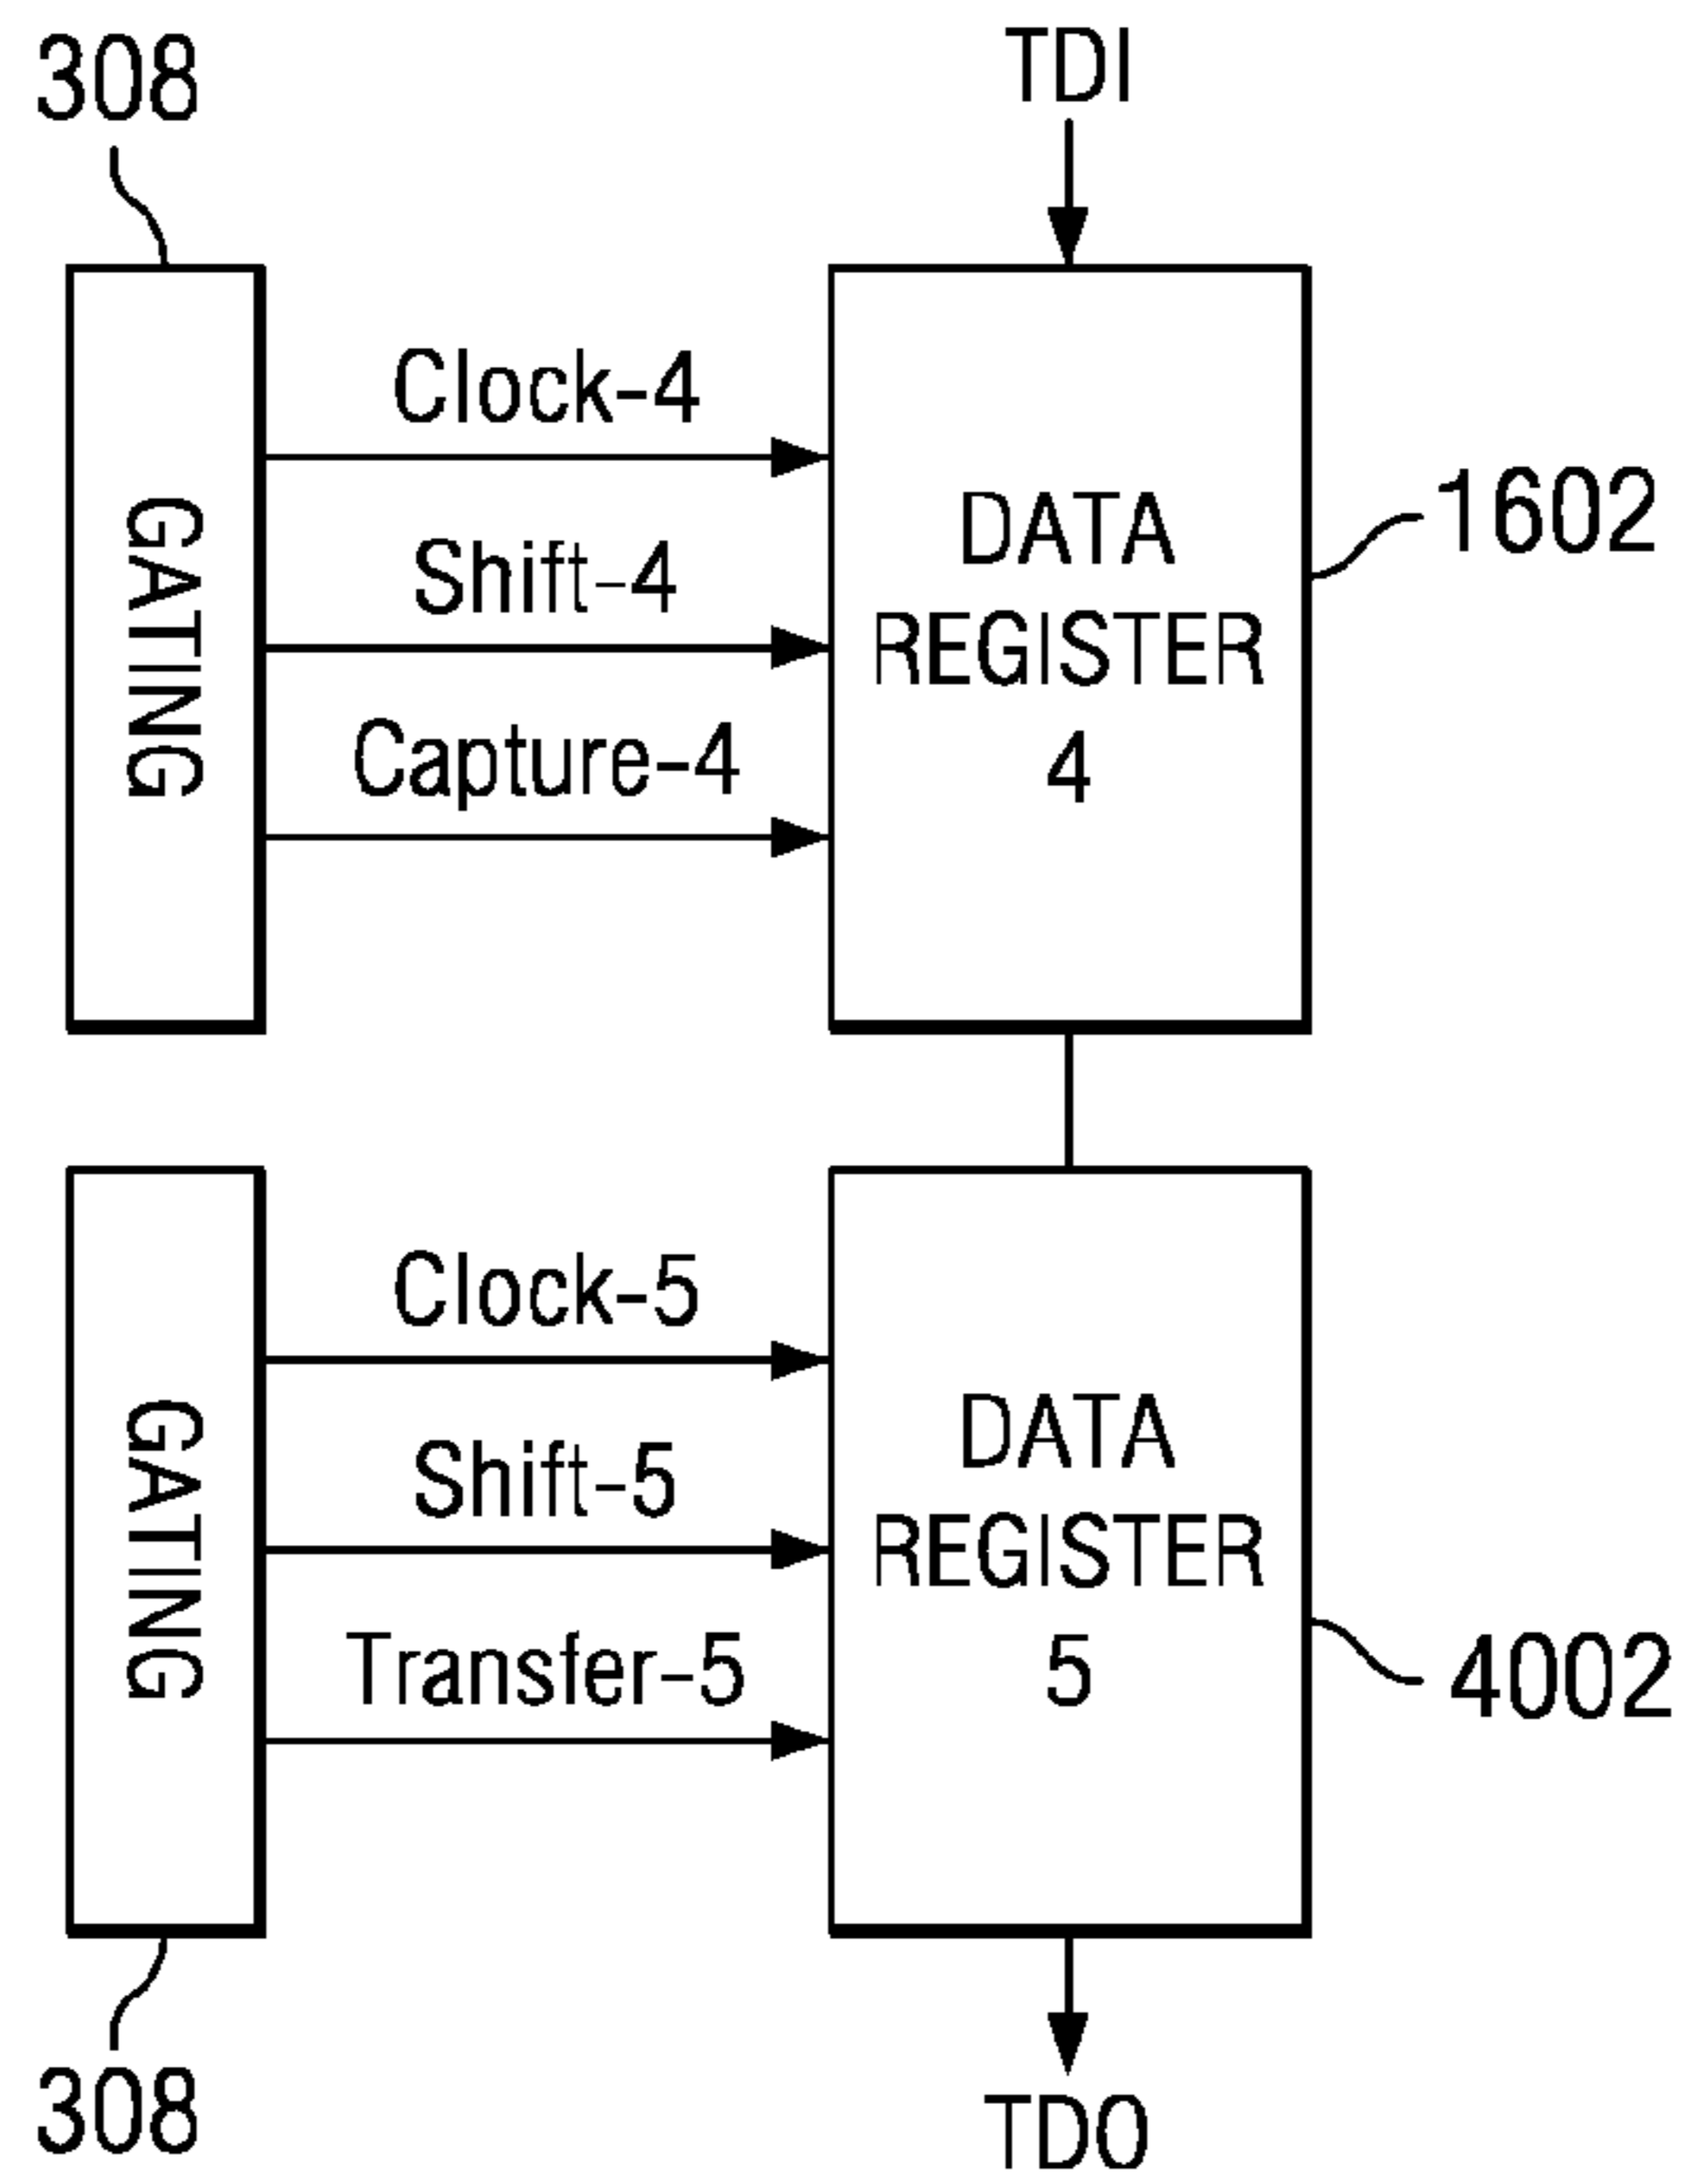 308
TDI
GATING
Clock-4
Shift-4
Capture-4
DATA
REGISTER
4
1602
GATING
Clock-5
Shift-5
Transfer-5
DATA
REGISTER
5
4002
308
TDO